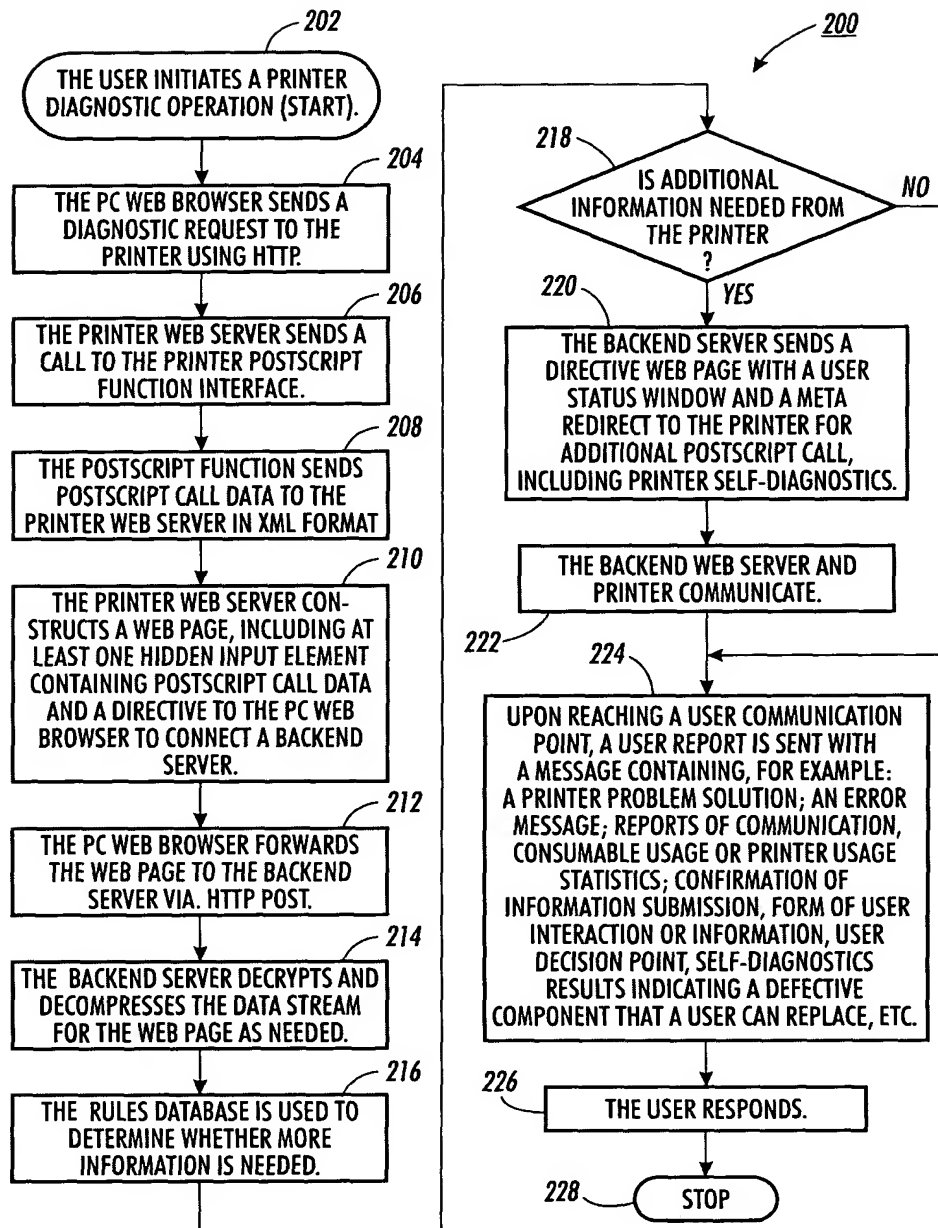 200
202
THE USER INITIATES A PRINTER
DIAGNOSTIC OPERATION (START).
204
THE PC WEB BROWSER SENDS A
DIAGNOSTIC REQUEST TO THE
PRINTER USING HTTP.
206
THE PRINTER WEB SERVER SENDS A
CALL TO THE PRINTER POSTSCRIPT
FUNCTION INTERFACE.
208
THE POSTSCRIPT FUNCTION SENDS
POSTSCRIPT CALL DATA TO THE
PRINTER WEB SERVER IN XML FORMAT
210
THE PRINTER WEB SERVER CON-
STRUCTS A WEB PAGE, INCLUDING AT
LEAST ONE HIDDEN INPUT ELEMENT
CONTAINING POSTSCRIPT CALL DATA
AND A DIRECTIVE TO THE PC WEB
BROWSER TO CONNECT A BACKEND
SERVER.
212
THE PC WEB BROWSER FORWARDS
THE WEB PAGE TO THE BACKEND
SERVER VIA. HTTP POST.
214
THE BACKEND SERVER DECRYPTS AND
DECOMPRESSES THE DATA STREAM
FOR THE WEB PAGE AS NEEDED.
216
THE RULES DATABASE IS USED TO
DETERMINE WHETHER MORE
INFORMATION IS NEEDED.
218
IS ADDITIONAL
INFORMATION NEEDED FROM
THE PRINTER
?
NO
YES
220
THE BACKEND SERVER SENDS A
DIRECTIVE WEB PAGE WITH A USER
STATUS WINDOW AND A META
REDIRECT TO THE PRINTER FOR
ADDITIONAL POSTSCRIPT CALL,
INCLUDING PRINTER SELF-DIAGNOSTICS.
THE BACKEND WEB SERVER AND
PRINTER COMMUNICATE.
222
224
UPON REACHING A USER COMMUNICATION
POINT, A USER REPORT IS SENT WITH
A MESSAGE CONTAINING, FOR EXAMPLE:
A PRINTER PROBLEM SOLUTION; AN ERROR
MESSAGE; REPORTS OF COMMUNICATION,
CONSUMABLE USAGE OR PRINTER USAGE
STATISTICS; CONFIRMATION OF
INFORMATION SUBMISSION, FORM OF USER
INTERACTION OR INFORMATION, USER
DECISION POINT, SELF-DIAGNOSTICS
RESULTS INDICATING A DEFECTIVE
COMPONENT THAT A USER CAN REPLACE, ETC.
226
THE USER RESPONDS.
228
STOP